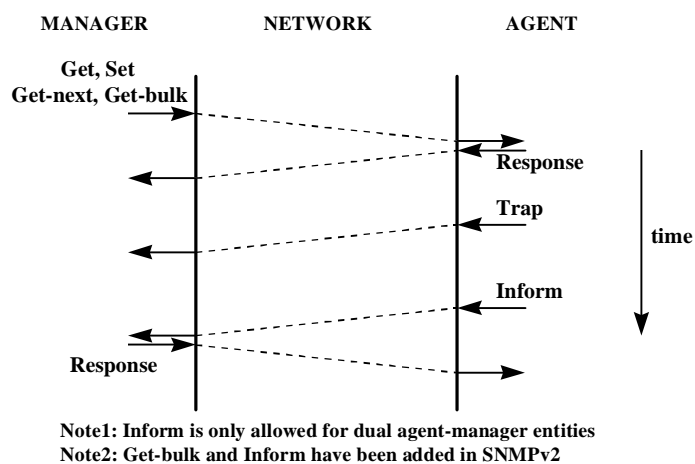 MANAGER NETWORK AGENT
Get, Set
Get-next, Get-bulk
Response
Trap
time
Inform
Response
Note1: Inform is only allowed for dual agent-manager entities
Note2: Get-bulk and Inform have been added in SNMPv2